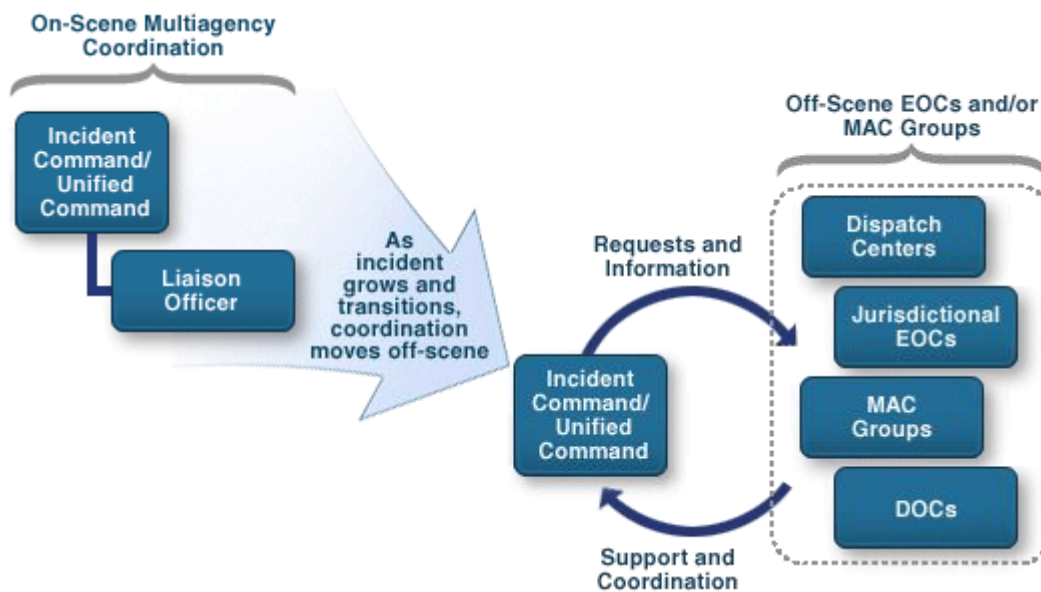 On-Scene Multiagency
Coordination
Incident
Command/
Unified
Command
Liaison
Officer
As
incident
grows and
transitions,
coordination
moves off-scene
Incident
Command/
Unified
Command
Requests and
Information
Support and
Coordination
Off-Scene EOCs and/or
MAC Groups
Dispatch
Centers
Jurisdictional
EOCs
MAC
Groups
DOCs